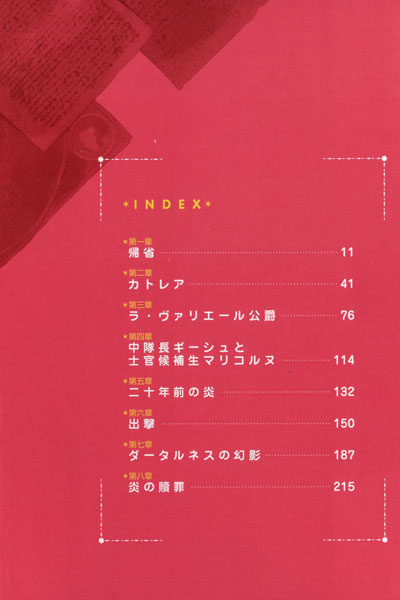 *INDEX*
*第一章
帰省 11
*第二章
カトレア 41
*第三章
ラ・ヴァリエール公爵 76
*第四章
中隊長ギーシュと
士官候補生マリコルヌ 114
*第五章
二十年前の炎 132
*第六章
出撃 150
*第七章
ダータルネスの幻影 187
*第八章
炎の贖罪 215